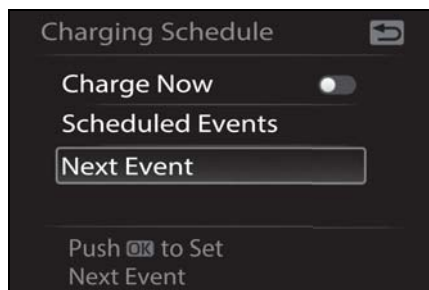 Charging Schedule
Charge Now
Scheduled Events
Next Event
Push OK to Set
Next Event